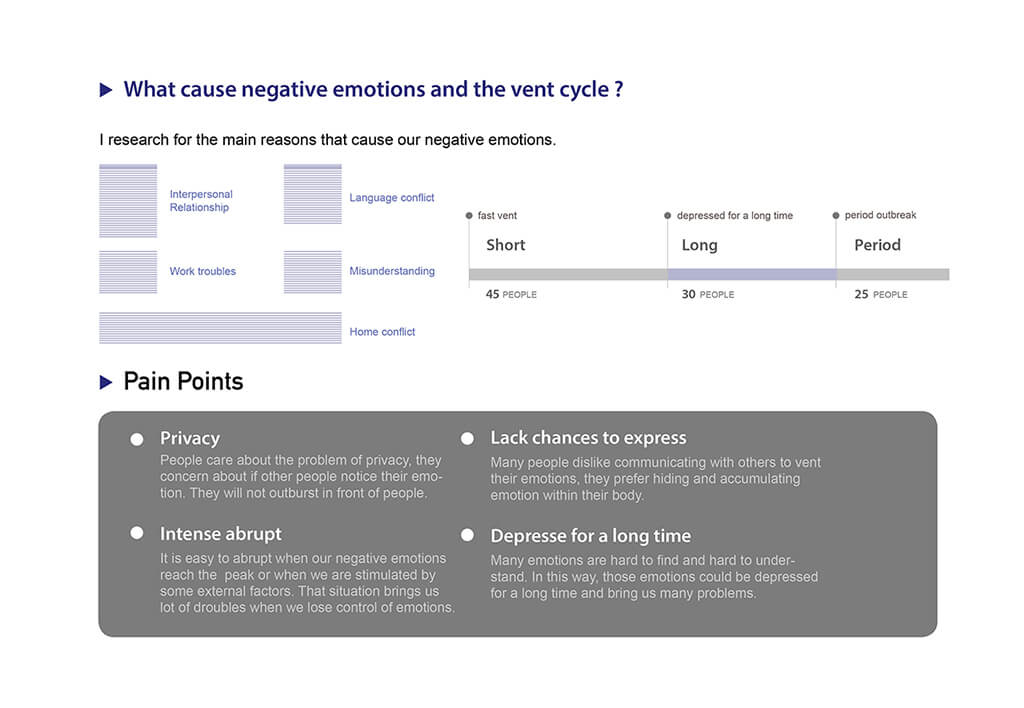 What cause negative emotions and the vent cycle ?
I research for the main reasons that cause our negative emotions.
Interpersonal
Relationship
Language conflict
Work troubles
Misunderstanding
Home conflict
fast vent
depressed for a long time
period outbreak
Short
Long
Period
45 PEOPLE
30 PEOPLE
25 PEOPLE
Pain Points
Privacy
People care about the problem of privacy, they
concern about if other people notice their emo-
tion. They will not outburst in front of people.
Lack chances to express
Many people dislike communicating with others to vent
their emotions, they prefer hiding and accumulating
emotion within their body.
Intense abrupt
It is easy to abrupt when our negative emotions
reach the  peak or when we are stimulated by
some external factors. That situation brings us
lot of droubles when we lose control of emotions.
Depresse for a long time
Many emotions are hard to find and hard to under-
stand. In this way, those emotions could be depressed
for a long time and bring us many problems.